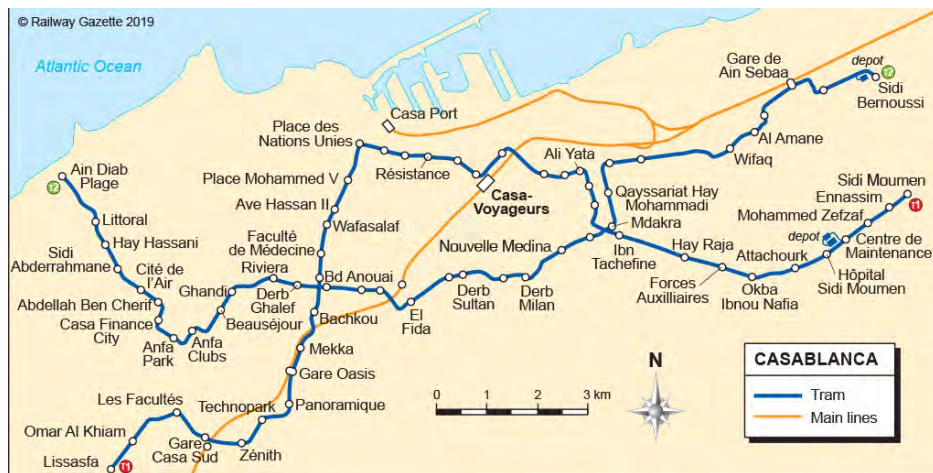 © Railway Gazette 2019
Atlantic Ocean
Casa Port
Gare de
Ain Sebaa
depot
T2
Sidi
Bernoussi
Place des
Nations Unies
Al Amane
Wifaq
Ain Diab
Plage
T2
Résistance
Ali Yata
Place Mohammed V
Casa-
Voyageurs
Qayssariat Hay
Mohammadi
Sidi Moumen
Ennassim
T1
Littoral
Ave Hassan II
Mdakra
Mohammed Zefzaf
Hay Hassani
Wafasalaf
Nouvelle Medina
Ibn
Tachefine
Hay Raja
depot
Centre de
Maintenance
Sidi
Abderrahmane
Faculté
de Médecine
Attachourk
Cité de
l'Air
Riviera
Bd Anouai
Forces
Auxilliaires
Hôpital
Sidi Moumen
Ghandi
Derb
Ghalef
Derb
Sultan
Derb
Milan
Okba
Ibnou Nafia
Abdellah Ben Cherif
Beauséjour
Bachkou
El
Fida
Casa Finance
City
Anfa
Park
Anfa
Clubs
Mekka
Gare Oasis
N
CASABLANCA
Tram
Main lines
Les Facultés
Technopark
Panoramique
0 1 2 3 km
Omar Al Khiam
Gare
Casa Sud
Zénith
Lissasfa
T1